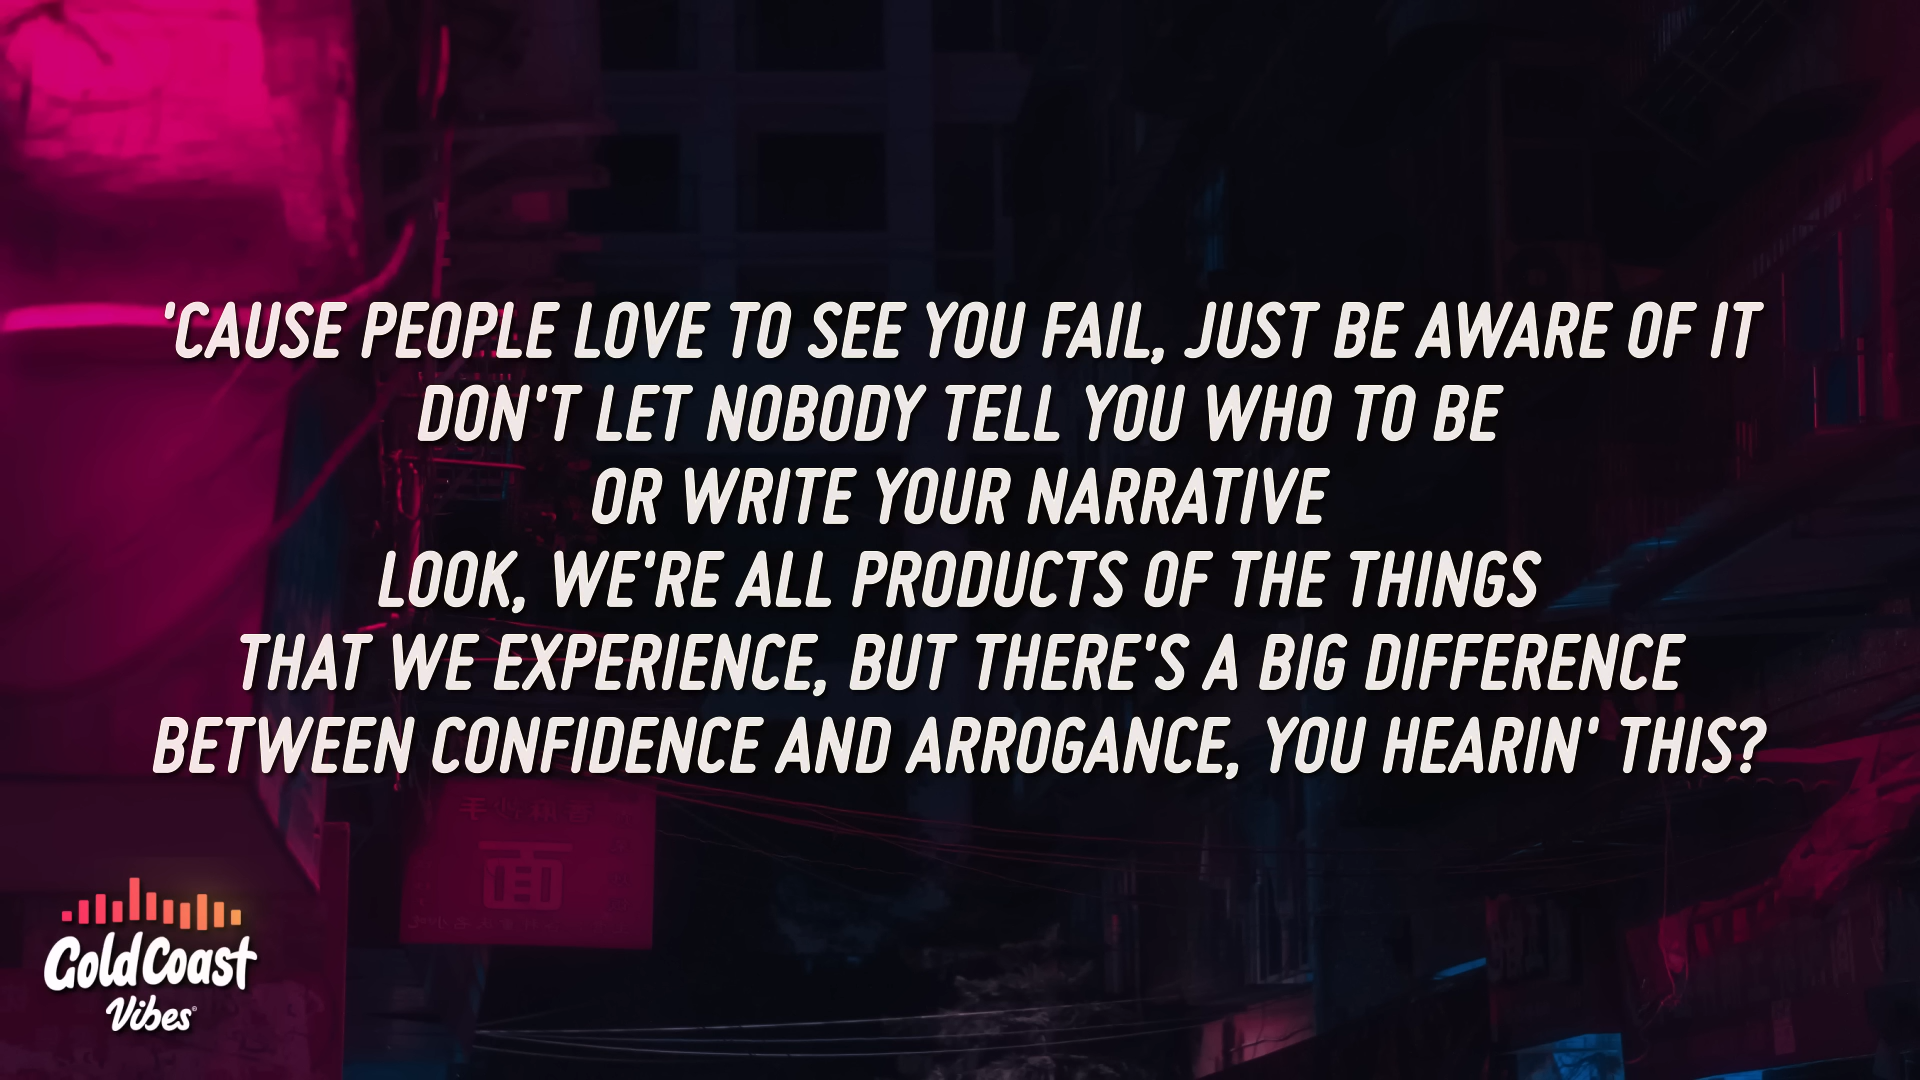 'CAUSE PEOPLE LOVE TO SEE YOU FAIL, JUST BE AWARE OF IT
DON'T LET NOBODY TELL YOU WHO TO BE
OR WRITE YOUR NARRATIVE
LOOK, WE'RE ALL PRODUCTS OF THE THINGS
THAT WE EXPERIENCE, BUT THERE'S A BIG DIFFERENCE
BETWEEN CONFIDENCE AND ARROGANCE, YOU HEARIN' THIS?
Gold Coast
Vibes